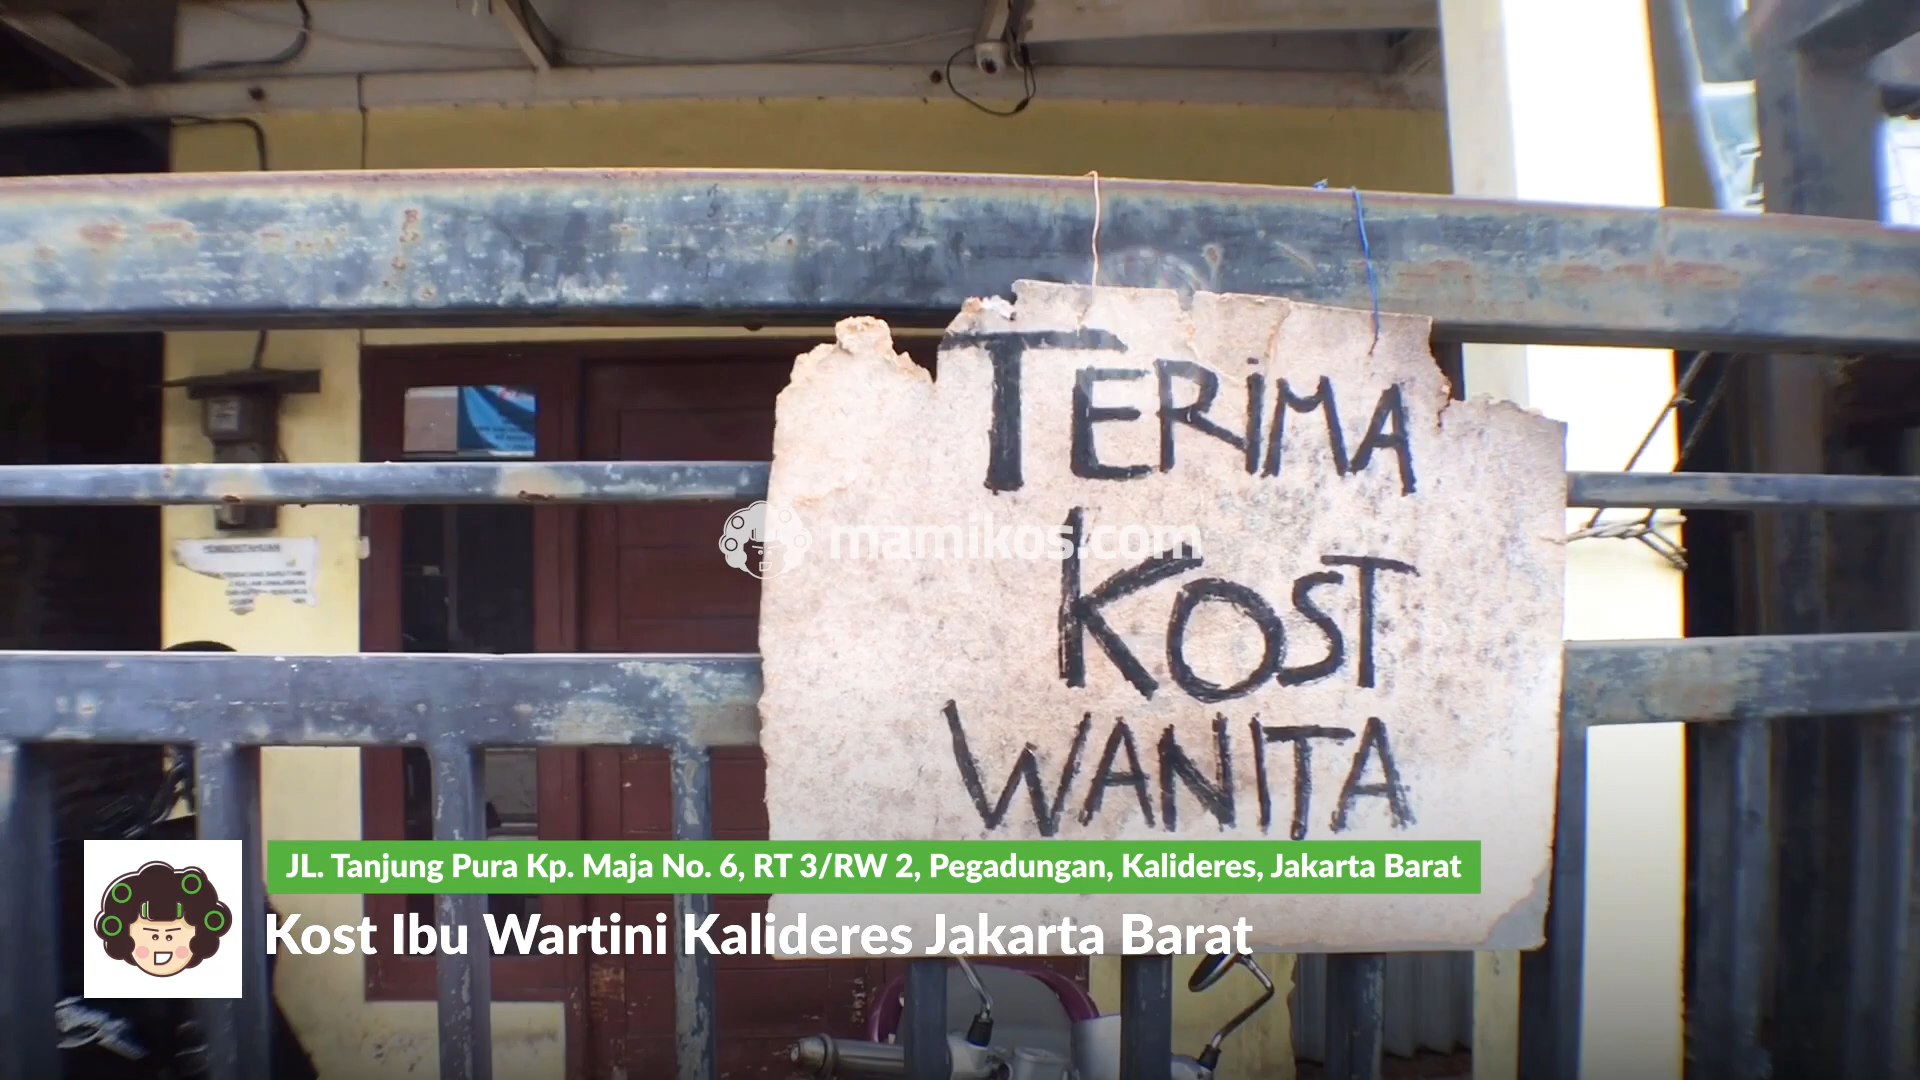 TERIMA
KOST
WANITA
mamikos.com
JL. Tanjung Pura Kp. Maja No. 6, RT 3/RW 2, Pegadungan, Kalideres, Jakarta Barat
Kost Ibu Wartini Kalideres Jakarta Barat